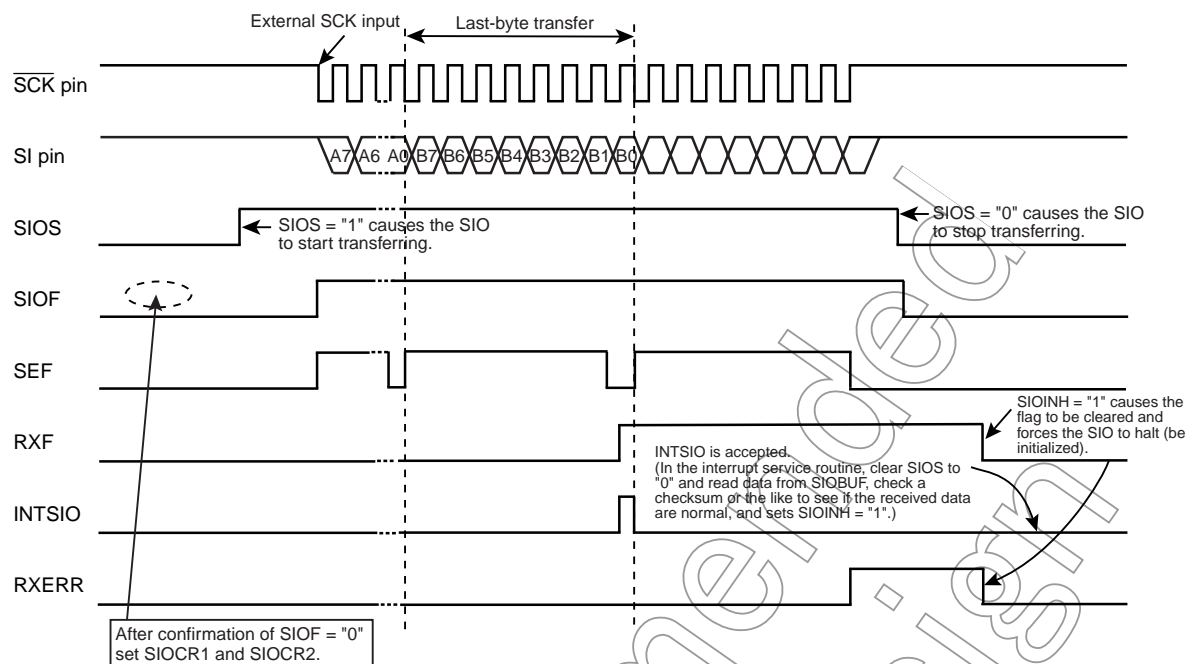 External SCK input
Last-byte transfer
SCK pin
SI pin
A7 A6 A0 B7 B6 B5 B4 B3 B2 B1 B0
SIOS
SIOS = "1" causes the SIO
to start transferring.
SIOS = "0" causes the SIO
to stop transferring.
SIOF
SEF
SIOINH = "1" causes the
flag to be cleared and
forces the SIO to halt (be
initialized).
RXF
INTSIO is accepted.
(In the interrupt service routine, clear SIOS to
"0" and read data from SIOBUF, check a
checksum or the like to see if the received data
are normal, and sets SIOINH = "1".)
INTSIO
RXERR
After confirmation of SIOF = "0"
set SIOCR1 and SIOCR2.